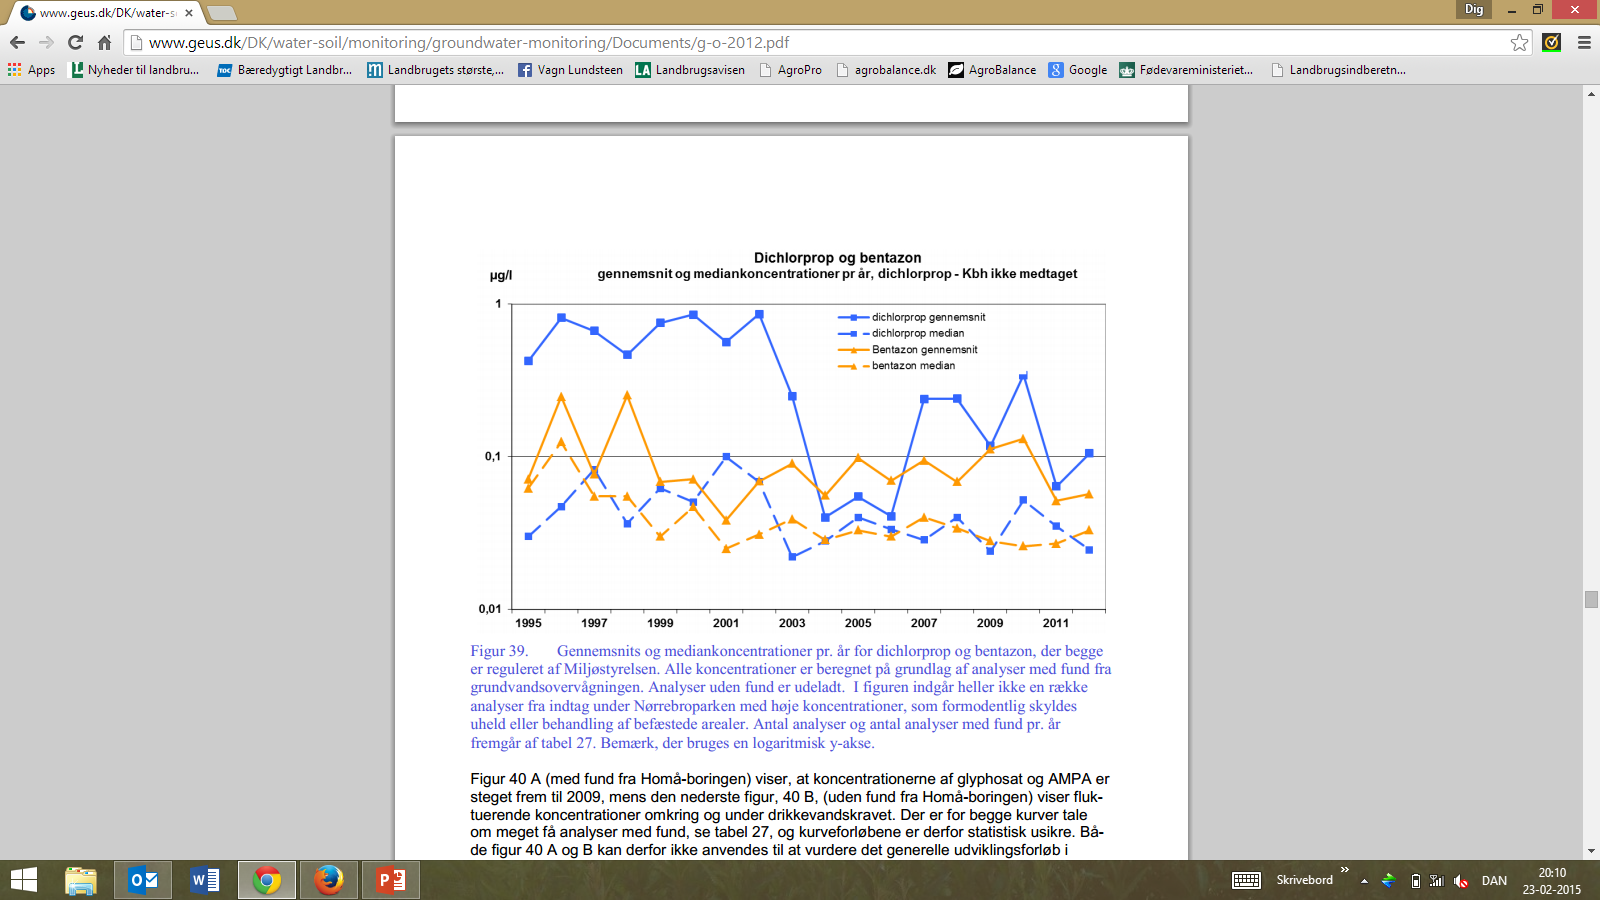 www.geus.dk/DK/water-s
Dig
www.geus.dk/DK/water-soil/monitoring/groundwater-monitoring/Documents/g-o-2012.pdf
Apps Nyheder til landbru... Bæredygtigt Landbr... Landbrugets største,... Vagn Lundsteen Landbrugsavisen AgroPro agrobalance.dk AgroBalance Google Fødevareministeriet... Landbrugsindberetn...
Dichlorprop og bentazon
µg/l gennemsnit og mediankoncentrationer pr år, dichlorprop - Kbh ikke medtaget
1
dichlorprop gennemsnit
dichlorprop median
Bentazon gennemsnit
bentazon median
0,1
0,01
1995 1997 1999 2001 2003 2005 2007 2009 2011
Figur 39. Gennemsnits og mediankoncentrationer pr. år for dichlorprop og bentazon, der begge
er reguleret af Miljøstyrelsen. Alle koncentrationer er beregnet på grundlag af analyser med fund fra
grundvandsovervågningen. Analyser uden fund er udeladt. I figuren indgår heller ikke en række
analyser fra indtag under Nørrebroparken med høje koncentrationer, som formodentlig skyldes
uheld eller behandling af befæstede arealer. Antal analyser og antal analyser med fund pr. år
fremgår af tabel 27. Bemærk, der bruges en logaritmisk y-akse.
Figur 40 A (med fund fra Homå-boringen) viser, at koncentrationerne af glyphosat og AMPA er
steget frem til 2009, mens den nederste figur, 40 B, (uden fund fra Homå-boringen) viser fluk-
tuerende koncentrationer omkring og under drikkevandskravet. Der er for begge kurver tale
om meget få analyser med fund, se tabel 27, og kurveforløbene er derfor statistisk usikre. Bå-
de figur 40 A og B kan derfor ikke anvendes til at vurdere det generelle udviklingsforløb i
Skrivebord
DAN
20:10
23-02-2015